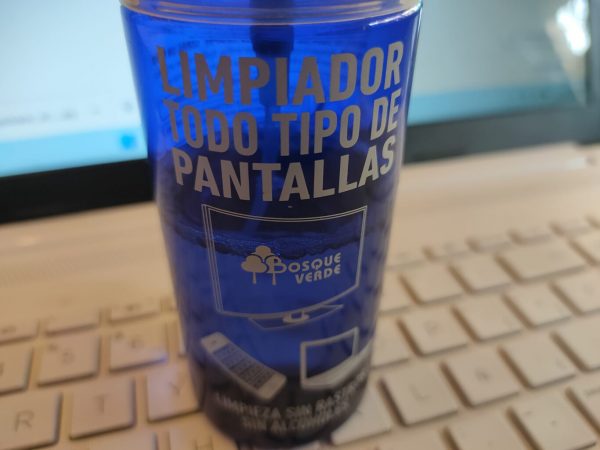 LIMPIADOR
TODO TIPO DE
PANTALLAS
BOSQUE
VERDE
LIMPIEZA SIN
SIN ALCOHOL
R
T